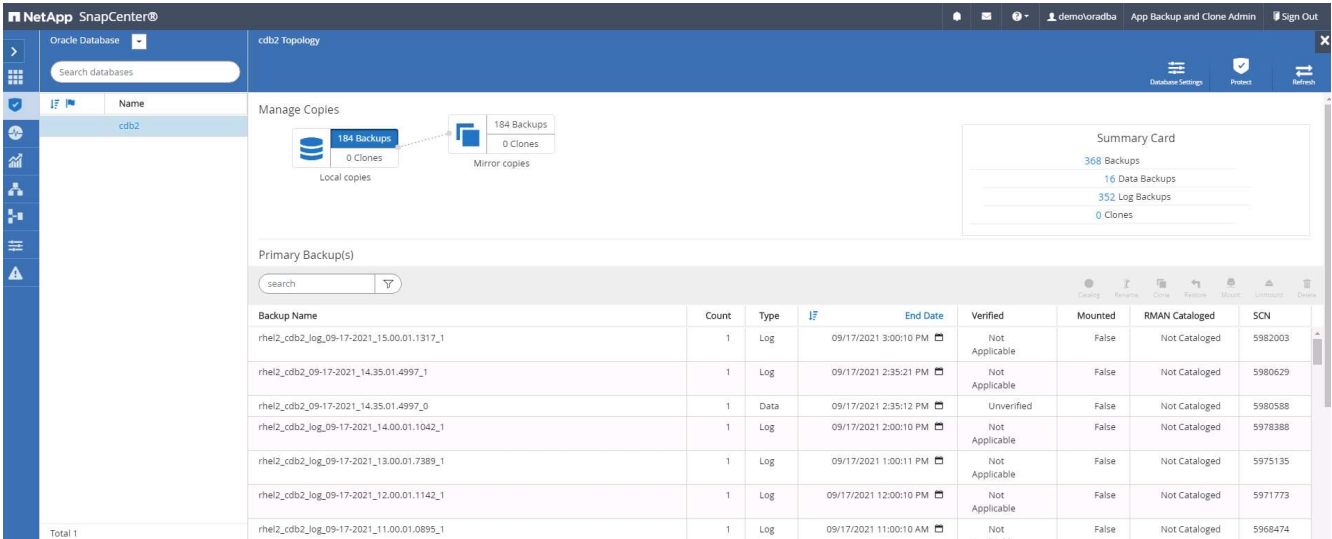 NetApp SnapCenter®
demo\oradba App Backup and Clone Admin Sign Out
Oracle Database
Search databases
Name
cdb2
Total 1
cdb2 Topology
Database Settings Protect Refresh
Manage Copies
184 Backups
0 Clones
Local copies
184 Backups
0 Clones
Mirror copies
Summary Card
368 Backups
16 Data Backups
352 Log Backups
0 Clones
Primary Backup(s)
search
Catalog Rename Clone Restore Mount Unmount Delete
Backup Name Count Type End Date Verified Mounted RMAN Cataloged SCN
rhel2_cdb2_log_09-17-2021_15.00.01.1317_1 1 Log 09/17/2021 3:00:10 PM Not Applicable False Not Cataloged 5982003
rhel2_cdb2_09-17-2021_14.35.01.4997_1 1 Log 09/17/2021 2:35:21 PM Not Applicable False Not Cataloged 5980629
rhel2_cdb2_09-17-2021_14.35.01.4997_0 1 Data 09/17/2021 2:35:12 PM Unverified False Not Cataloged 5980588
rhel2_cdb2_log_09-17-2021_14.00.01.1042_1 1 Log 09/17/2021 2:00:10 PM Not Applicable False Not Cataloged 5978388
rhel2_cdb2_log_09-17-2021_13.00.01.7389_1 1 Log 09/17/2021 1:00:11 PM Not Applicable False Not Cataloged 5975135
rhel2_cdb2_log_09-17-2021_12.00.01.1142_1 1 Log 09/17/2021 12:00:10 PM Not Applicable False Not Cataloged 5971773
rhel2_cdb2_log_09-17-2021_11.00.01.0895_1 1 Log 09/17/2021 11:00:10 AM Not False Not Cataloged 5968474